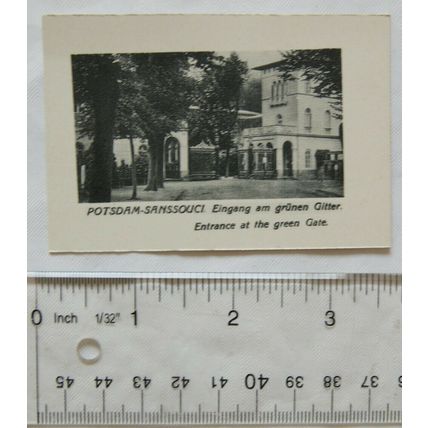 POTSDAM-SANSSOUCI. Eingang am grünen Gitter.
Entrance at the green Gate.
0 Inch 1/32" 1 2 3
45 44 43 42 41 40 39 38 37 36